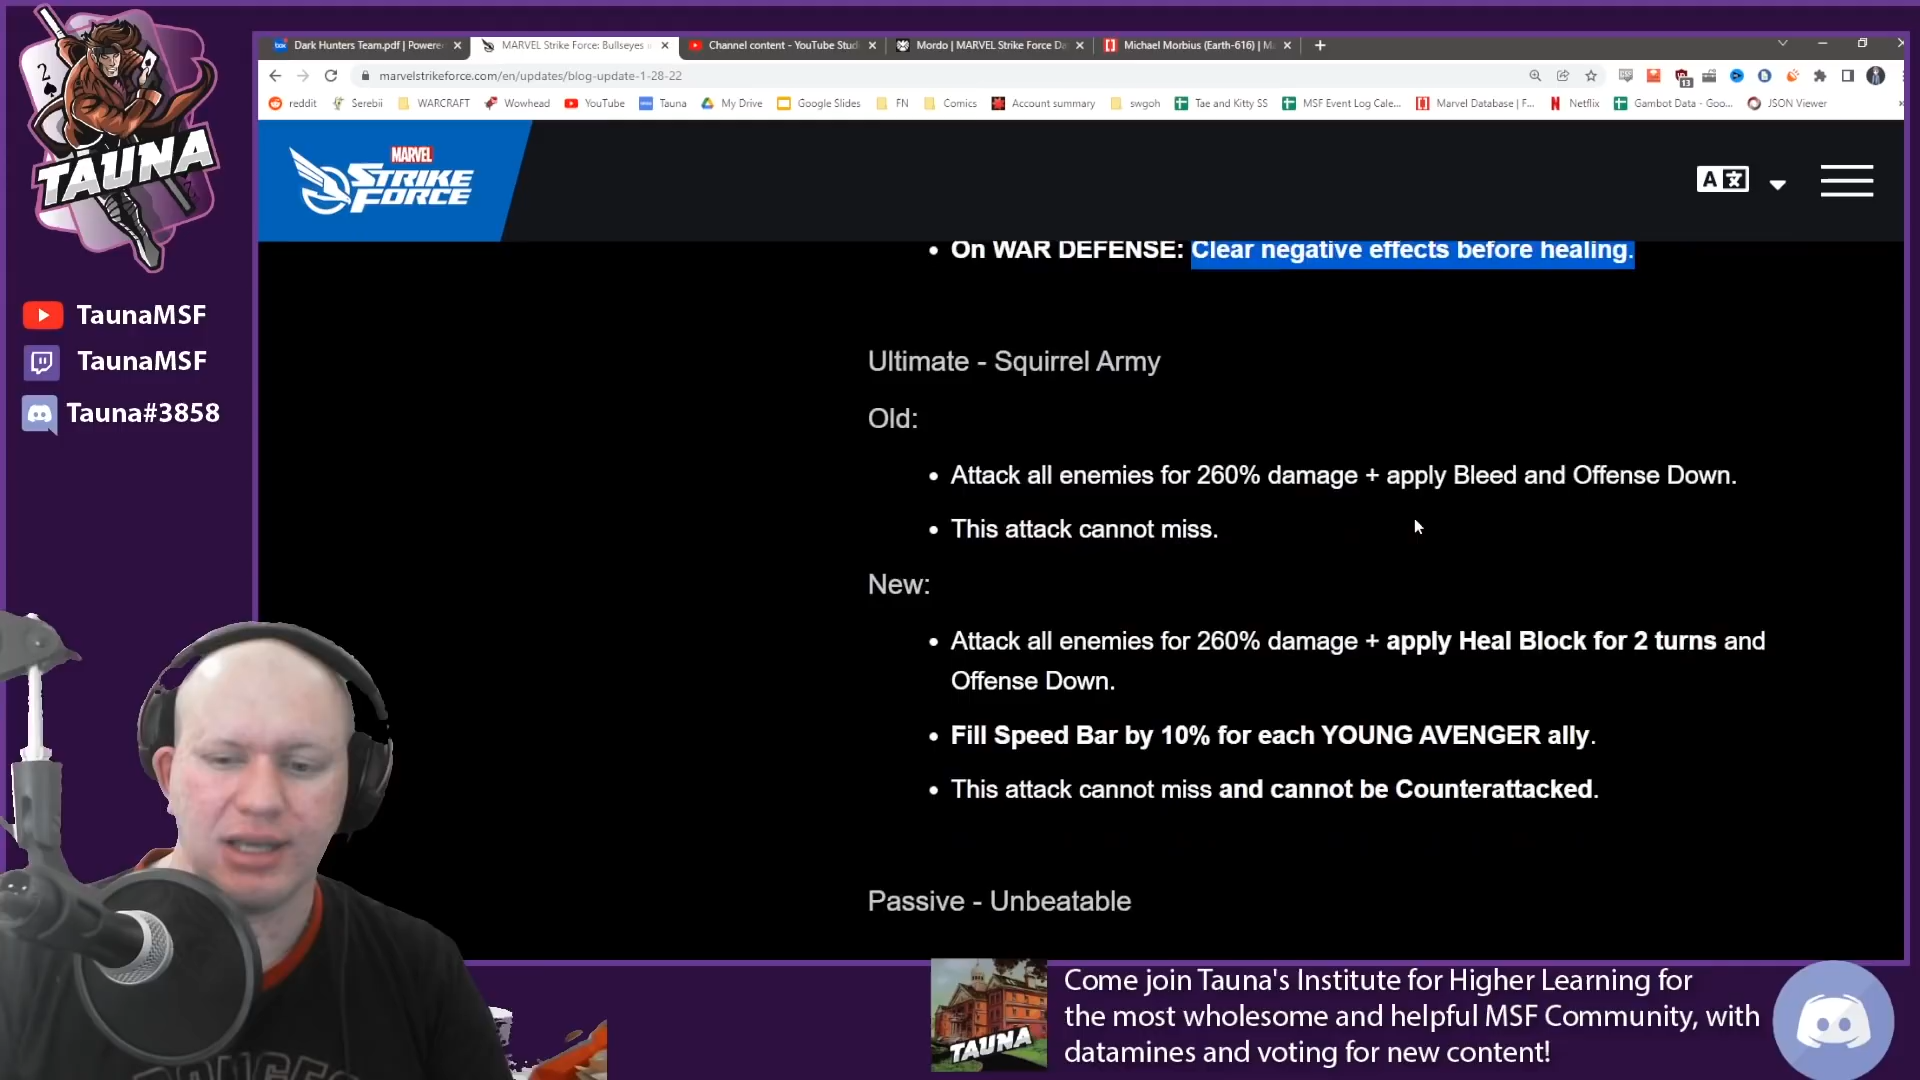 Dark Hunters Team.pdf | Powere
MARVEL Strike Force: Bullseyes i
Channel content - YouTube Stud
Mordo | MARVEL Strike Force Da
Michael Morbius (Earth-616) | M
marvelstrikeforce.com/en/updates/blog-update-1-28-22
13
reddit
Serebii
WARCRAFT
Wowhead
YouTube
Tauna
My Drive
Google Slides
FN
Comics
Account summary
swgoh
Tae and Kitty SS
MSF Event Log Cale...
Marvel Database | F...
Netflix
Gambot Data - Goo...
JSON Viewer
2
TAUNA
MARVEL
STRIKE
FORCE
A 文
TaunaMSF
TaunaMSF
Tauna#3858
• On WAR DEFENSE: Clear negative effects before healing.
Ultimate - Squirrel Army
Old:
• Attack all enemies for 260% damage + apply Bleed and Offense Down.
• This attack cannot miss.
New:
• Attack all enemies for 260% damage + apply Heal Block for 2 turns and
Offense Down.
• Fill Speed Bar by 10% for each YOUNG AVENGER ally.
• This attack cannot miss and cannot be Counterattacked.
Passive - Unbeatable
TAUNA
Come join Tauna's Institute for Higher Learning for
the most wholesome and helpful MSF Community, with
datamines and voting for new content!